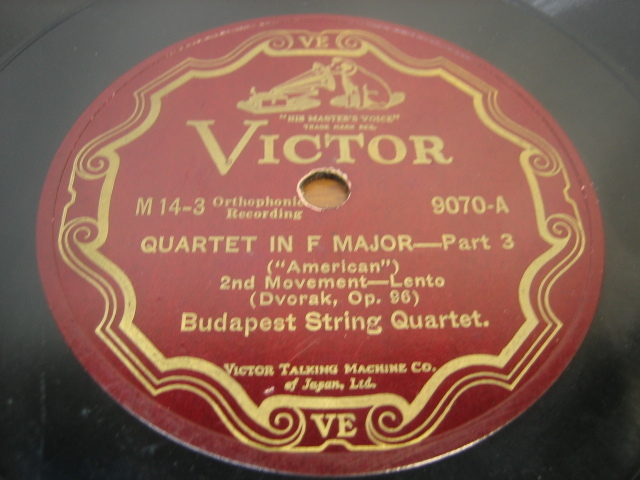 VE
"HIS MASTER'S VOICE"
TRADE MARK REG.
VICTOR
M 14-3 Orthophonic Recording 9070-A
QUARTET IN F MAJOR—Part 3
("American")
2nd Movement—Lento
(Dvorak, Op. 96)
Budapest String Quartet.
VICTOR TALKING MACHINE CO.
of Japan, Ltd.
VE